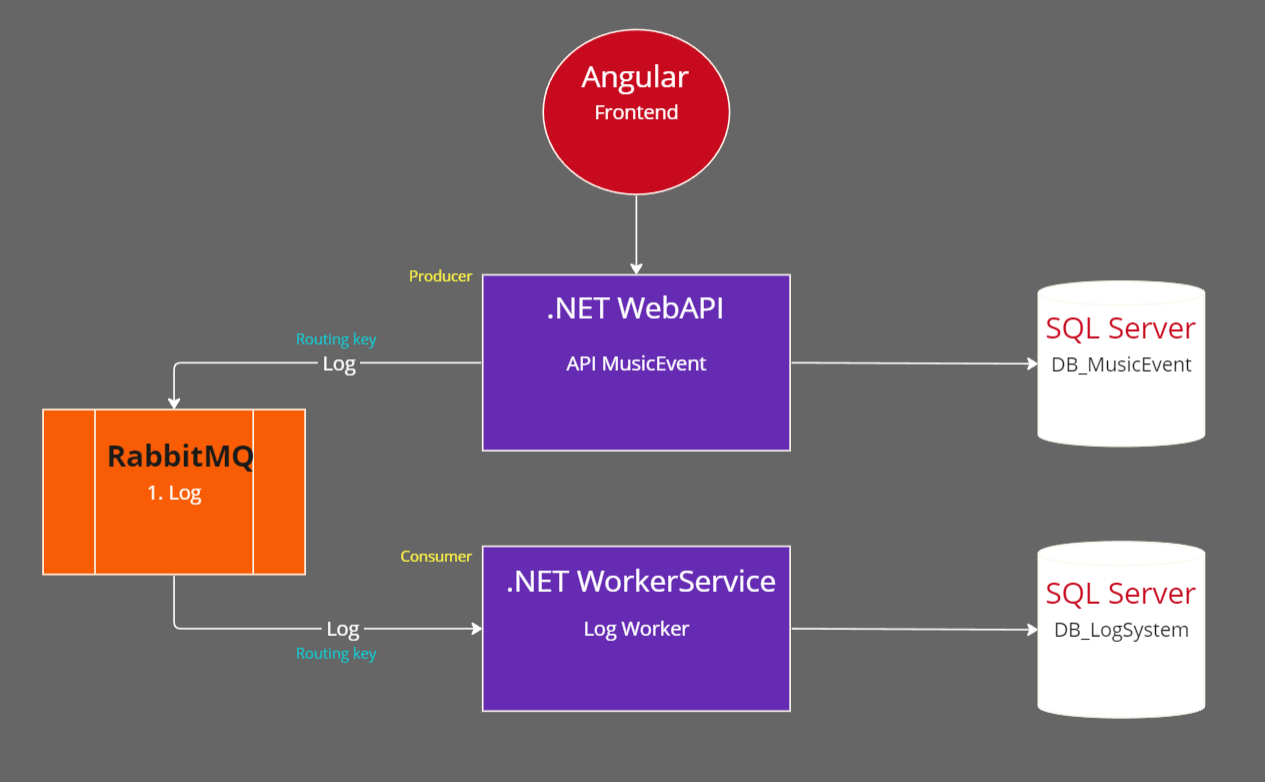 Angular
Frontend
Producer
.NET WebAPI
API MusicEvent
Routing key
Log
SQL Server
DB_MusicEvent
RabbitMQ
1. Log
Consumer
.NET WorkerService
Log Worker
Log
Routing key
SQL Server
DB_LogSystem